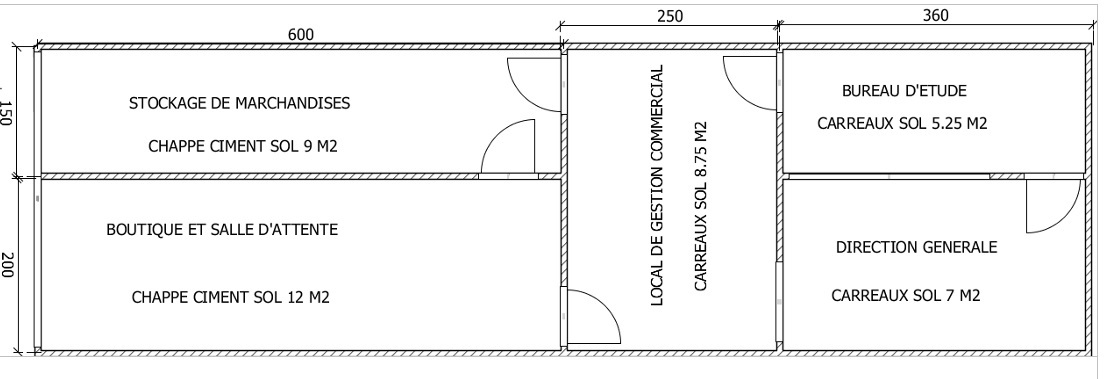 600
250
360
150
200
STOCKAGE DE MARCHANDISES
CHAPPE CIMENT SOL 9 M2
BOUTIQUE ET SALLE D'ATTENTE
CHAPPE CIMENT SOL 12 M2
LOCAL DE GESTION COMMERCIAL
CARREAUX SOL 8.75 M2
BUREAU D'ETUDE
CARREAUX SOL 5.25 M2
DIRECTION GENERALE
CARREAUX SOL 7 M2